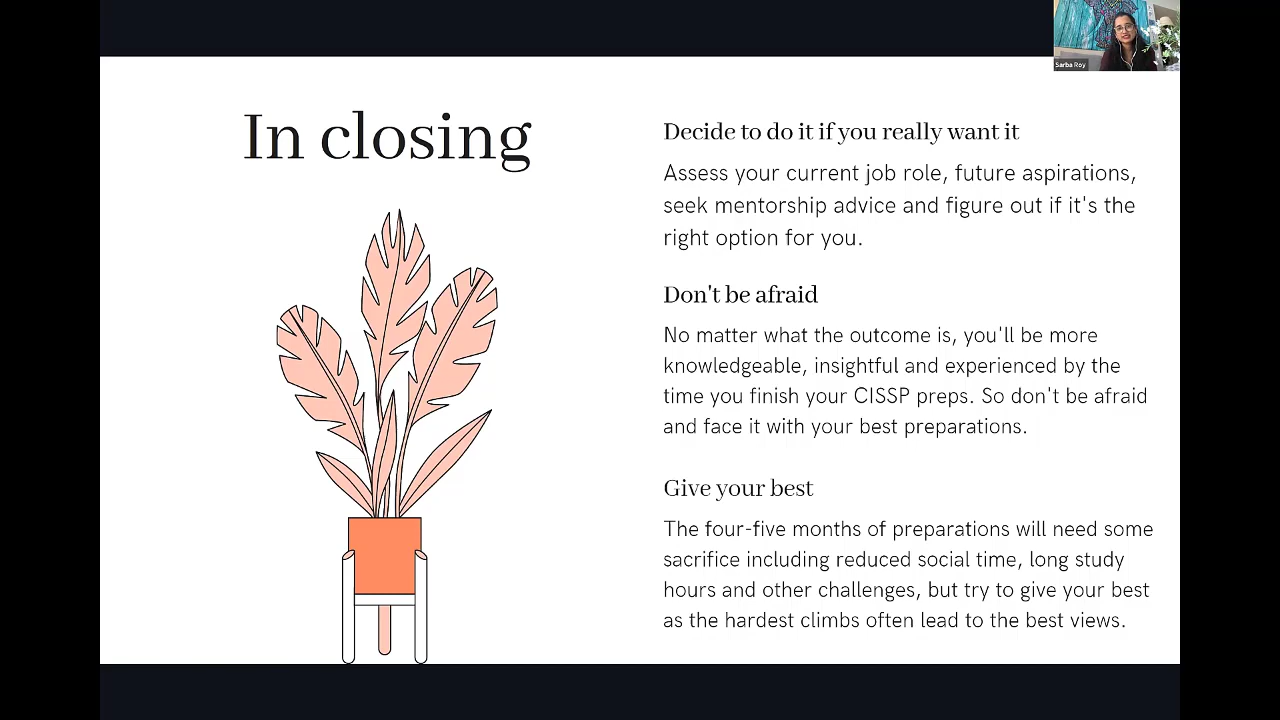 Sarba Roy
In closing
Decide to do it if you really want it
Assess your current job role, future aspirations,
seek mentorship advice and figure out if it's the
right option for you.
Don't be afraid
No matter what the outcome is, you'll be more
knowledgeable, insightful and experienced by the
time you finish your CISSP preps. So don't be afraid
and face it with your best preparations.
Give your best
The four-five months of preparations will need some
sacrifice including reduced social time, long study
hours and other challenges, but try to give your best
as the hardest climbs often lead to the best views.